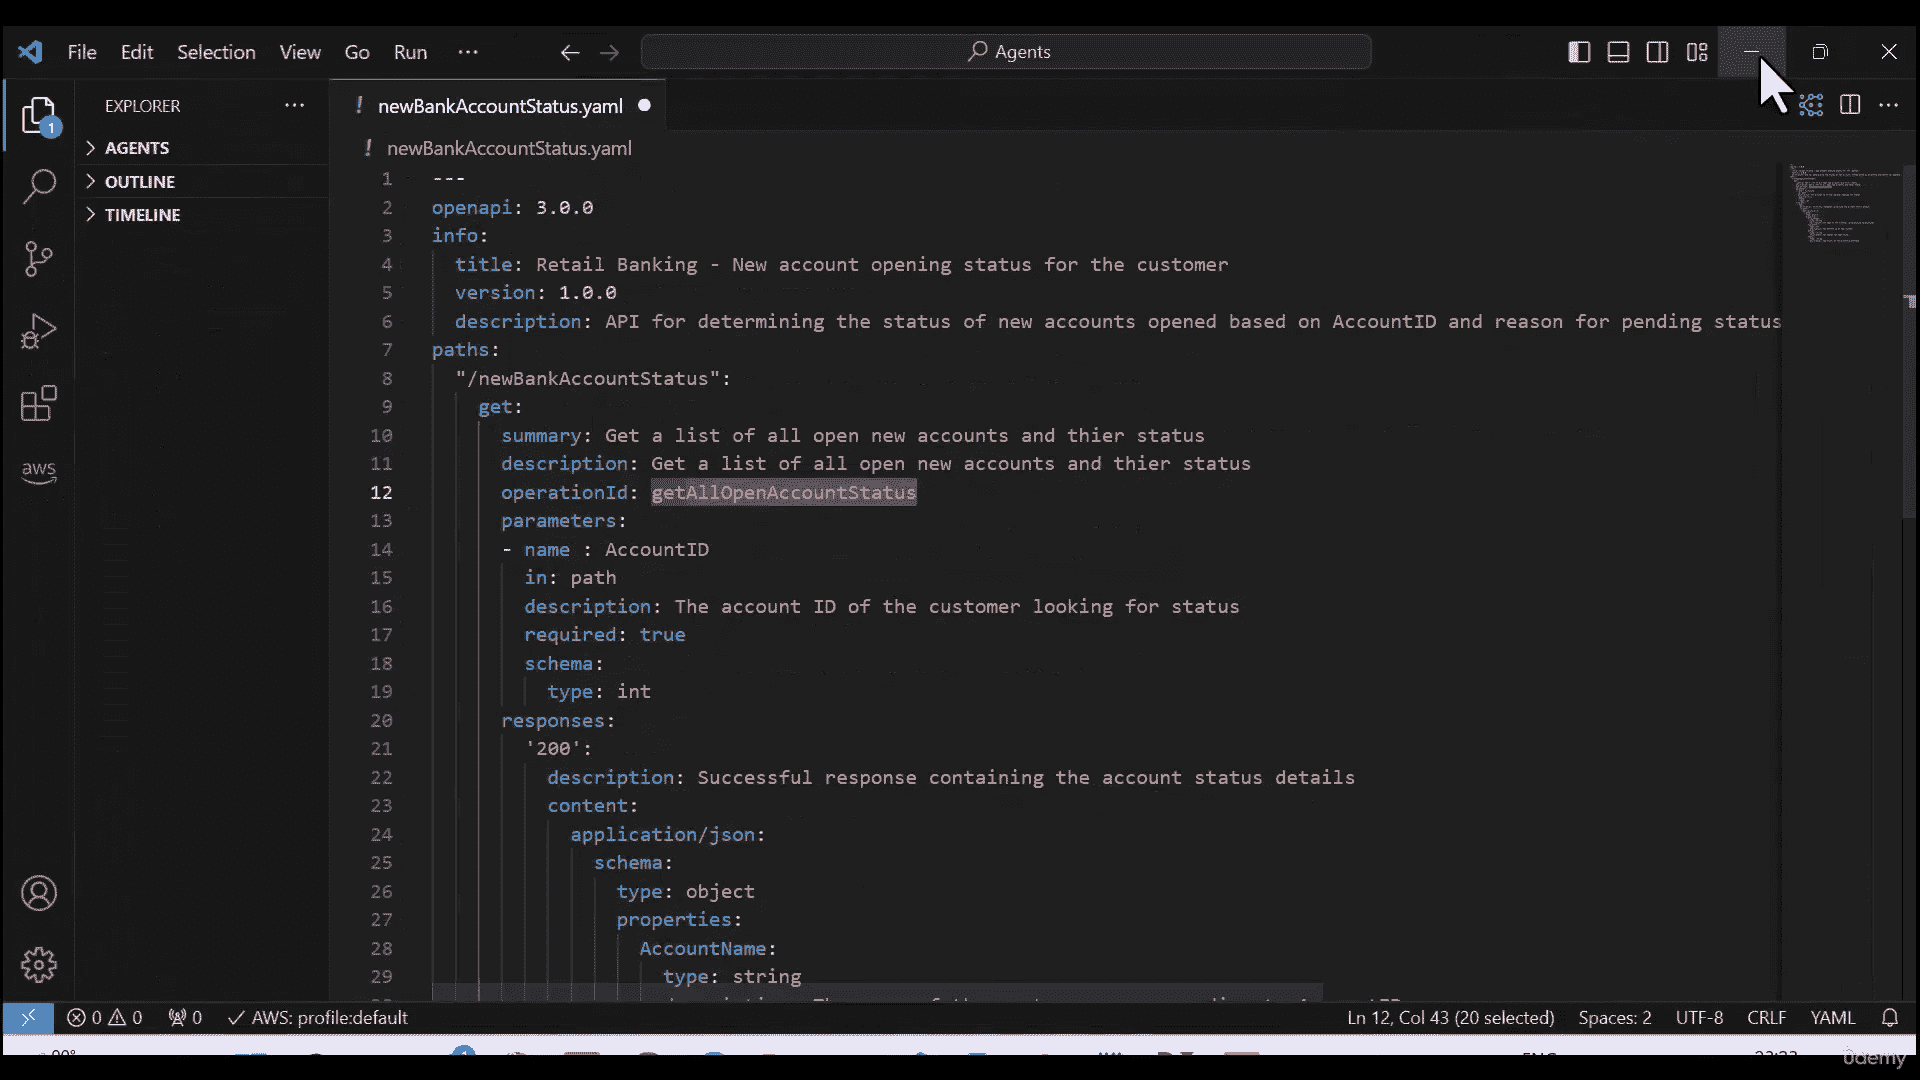 File Edit Selection View Go Run ··· Agents
EXPLORER ···
newBankAccountStatus.yaml
AGENTS
OUTLINE
TIMELINE
1
aws
! newBankAccountStatus.yaml
1 ---
2 openapi: 3.0.0
3 info:
4 title: Retail Banking - New account opening status for the customer
5 version: 1.0.0
6 description: API for determining the status of new accounts opened based on AccountID and reason for pending status
7 paths:
8 "/newBankAccountStatus":
9 get:
10 summary: Get a list of all open new accounts and thier status
11 description: Get a list of all open new accounts and thier status
12 operationId: getAllOpenAccountStatus
13 parameters:
14 - name : AccountID
15 in: path
16 description: The account ID of the customer looking for status
17 required: true
18 schema:
19 type: int
20 responses:
21 '200':
22 description: Successful response containing the account status details
23 content:
24 application/json:
25 schema:
26 type: object
27 properties:
28 AccountName:
29 type: string
0 0 0 AWS: profile:default Ln 12, Col 43 (20 selected) Spaces: 2 UTF-8 CRLF YAML
udemy